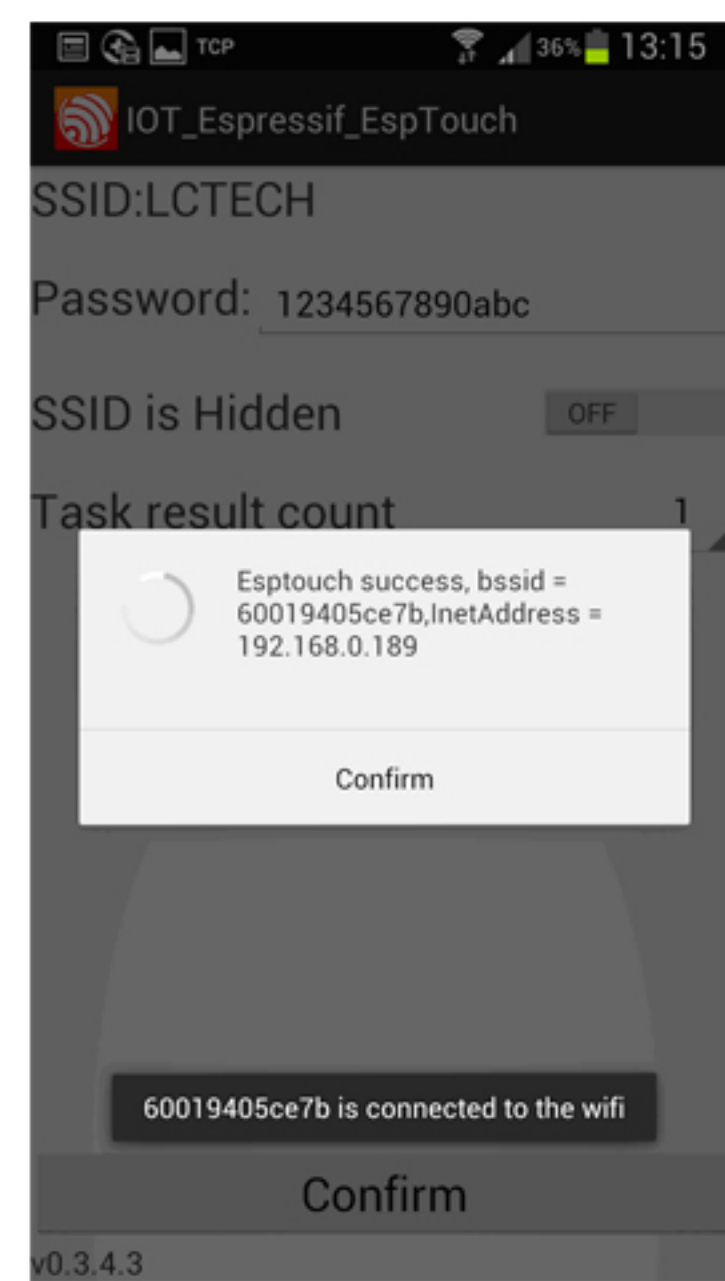 TCP 36% 13:15
IOT_Espressif_EspTouch
SSID:LCTECH
Password: 1234567890abc
SSID is Hidden OFF
Task result count 1
Esptouch success, bssid =
60019405ce7b,InetAddress =
192.168.0.189
Confirm
60019405ce7b is connected to the wifi
Confirm
v0.3.4.3